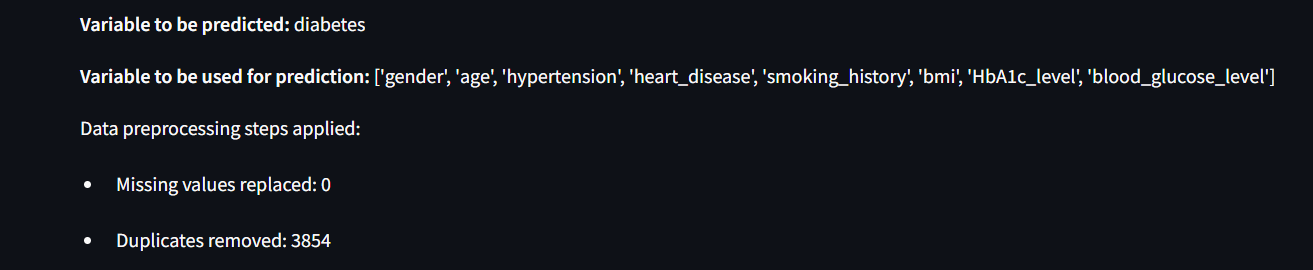 Variable to be predicted: diabetes
Variable to be used for prediction: ['gender', 'age', 'hypertension', 'heart_disease', 'smoking_history', 'bmi', 'HbA1c_level', 'blood_glucose_level']
Data preprocessing steps applied:
• Missing values replaced: 0
• Duplicates removed: 3854